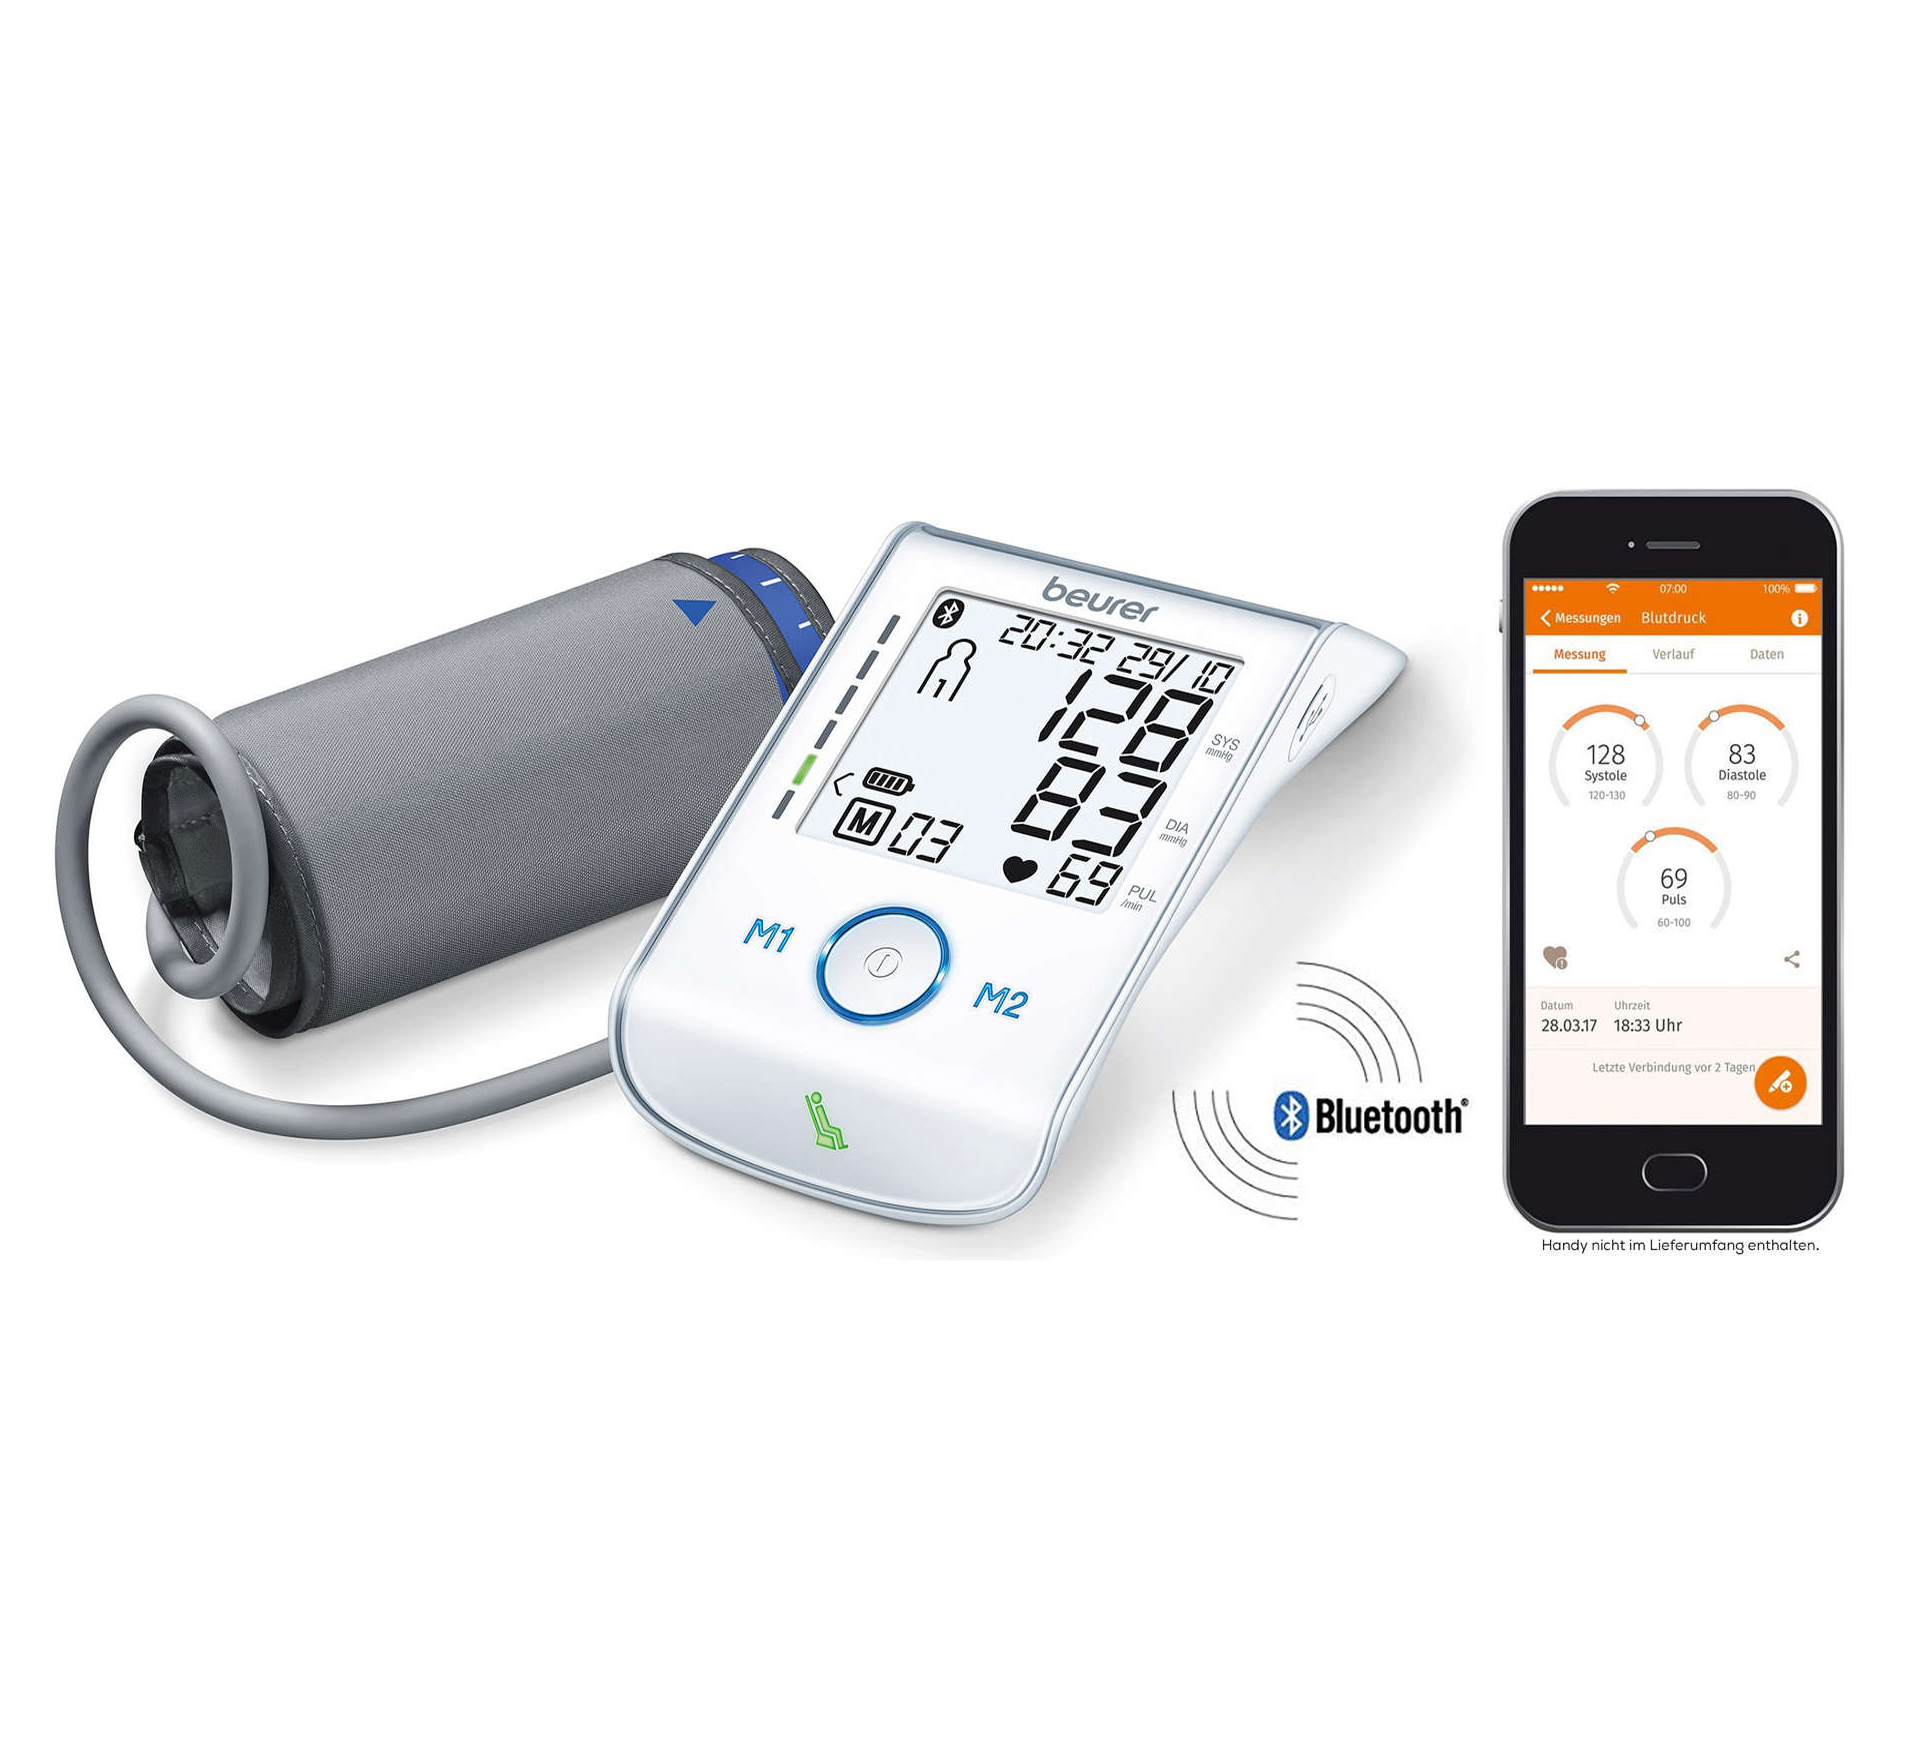 beurer
20:32 29/10
1
128
SYS
mmHg
83
DIA
mmHg
M 03
69
PUL
/min
M1
M2
Bluetooth®
07:00
100%
Messungen
Blutdruck
Messung
Verlauf
Daten
128
Systole
120-130
83
Diastole
80-90
69
Puls
60-100
Datum
Uhrzeit
28.03.17
18:33 Uhr
Letzte Verbindung vor 2 Tagen
Handy nicht im Lieferumfang enthalten.